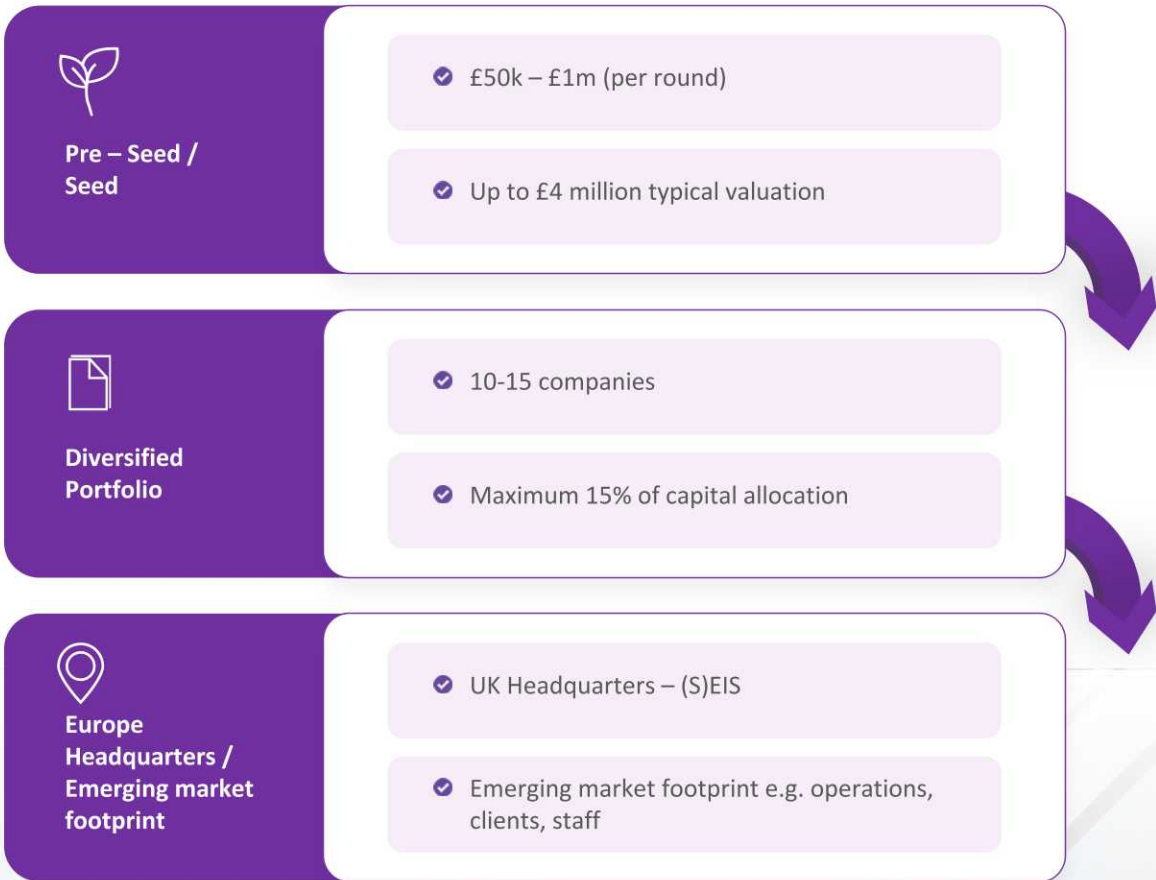 Pre – Seed /
Seed
£50k – £1m (per round)
Up to £4 million typical valuation
Diversified
Portfolio
10-15 companies
Maximum 15% of capital allocation
Europe
Headquarters /
Emerging market
footprint
UK Headquarters – (S)EIS
Emerging market footprint e.g. operations,
clients, staff